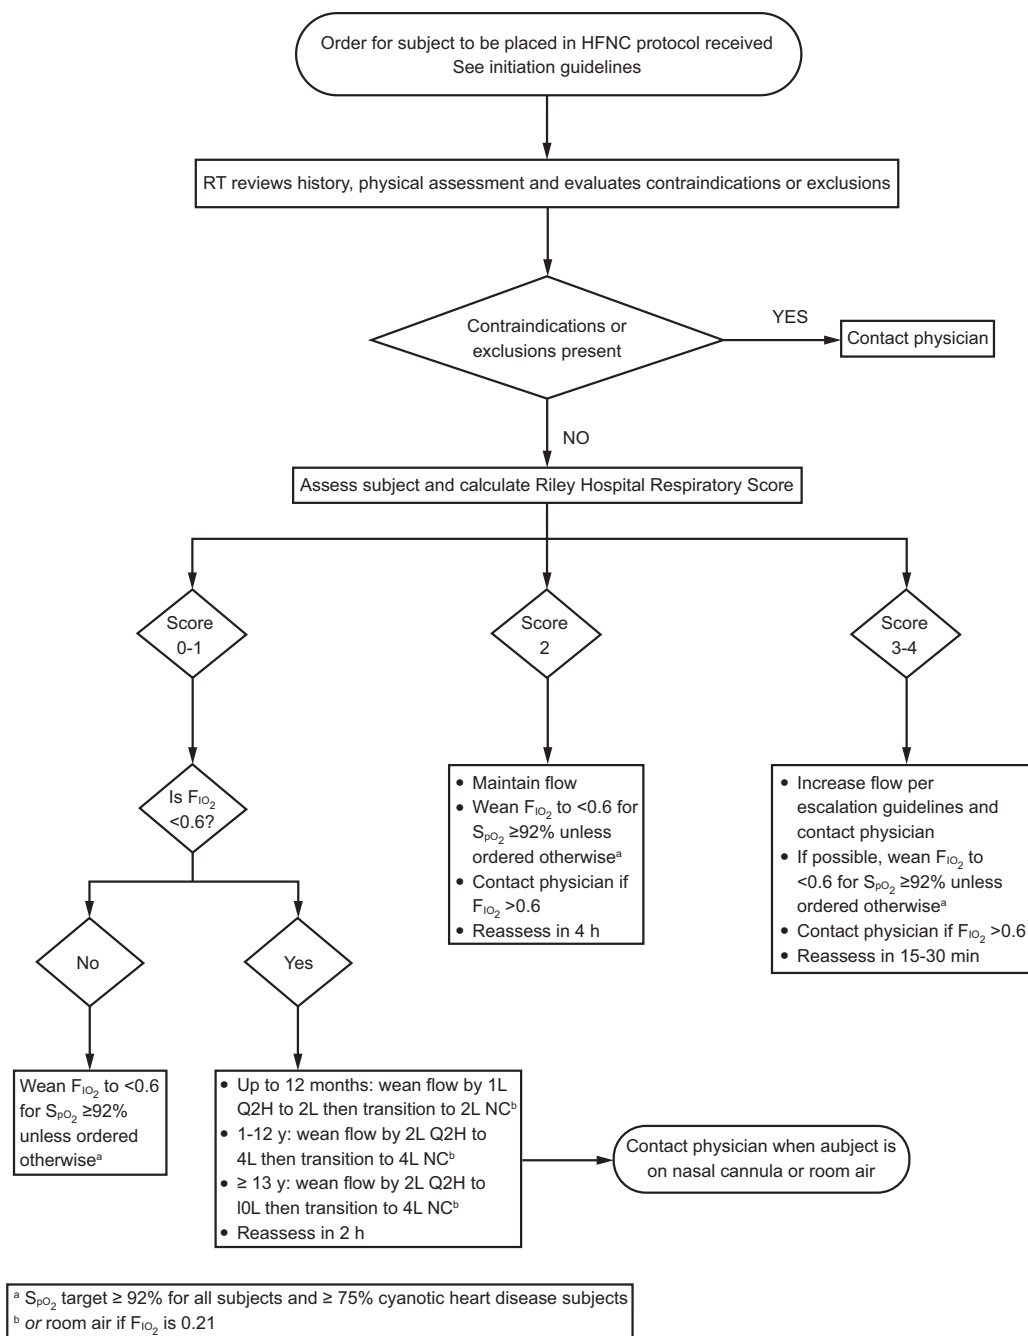 Order for subject to be placed in HFNC protocol received
See initiation guidelines
RT reviews history, physical assessment and evaluates contraindications or exclusions
Contraindications or
exclusions present
YES
Contact physician
NO
Assess subject and calculate Riley Hospital Respiratory Score
Score
0-1
Score
2
Score
3-4
Is FIO2
<0.6?
• Maintain flow
• Wean FIO2 to <0.6 for
SpO2 ≥92% unless
ordered otherwiseᵃ
• Contact physician if
FIO2 >0.6
• Reassess in 4 h
• Increase flow per
escalation guidelines and
contact physician
• If possible, wean FIO2 to
<0.6 for SpO2 ≥92% unless
ordered otherwiseᵃ
• Contact physician if FIO2 >0.6
• Reassess in 15-30 min
No
Yes
Wean FIO2 to <0.6
for SpO2 ≥92%
unless ordered
otherwiseᵃ
• Up to 12 months: wean flow by 1L
Q2H to 2L then transition to 2L NCᵇ
• 1-12 y: wean flow by 2L Q2H to
4L then transition to 4L NCᵇ
• ≥ 13 y: wean flow by 2L Q2H to
l0L then transition to 4L NCᵇ
• Reassess in 2 h
Contact physician when aubject is
on nasal cannula or room air
ᵃ SpO2 target ≥ 92% for all subjects and ≥ 75% cyanotic heart disease subjects
ᵇ or room air if FIO2 is 0.21